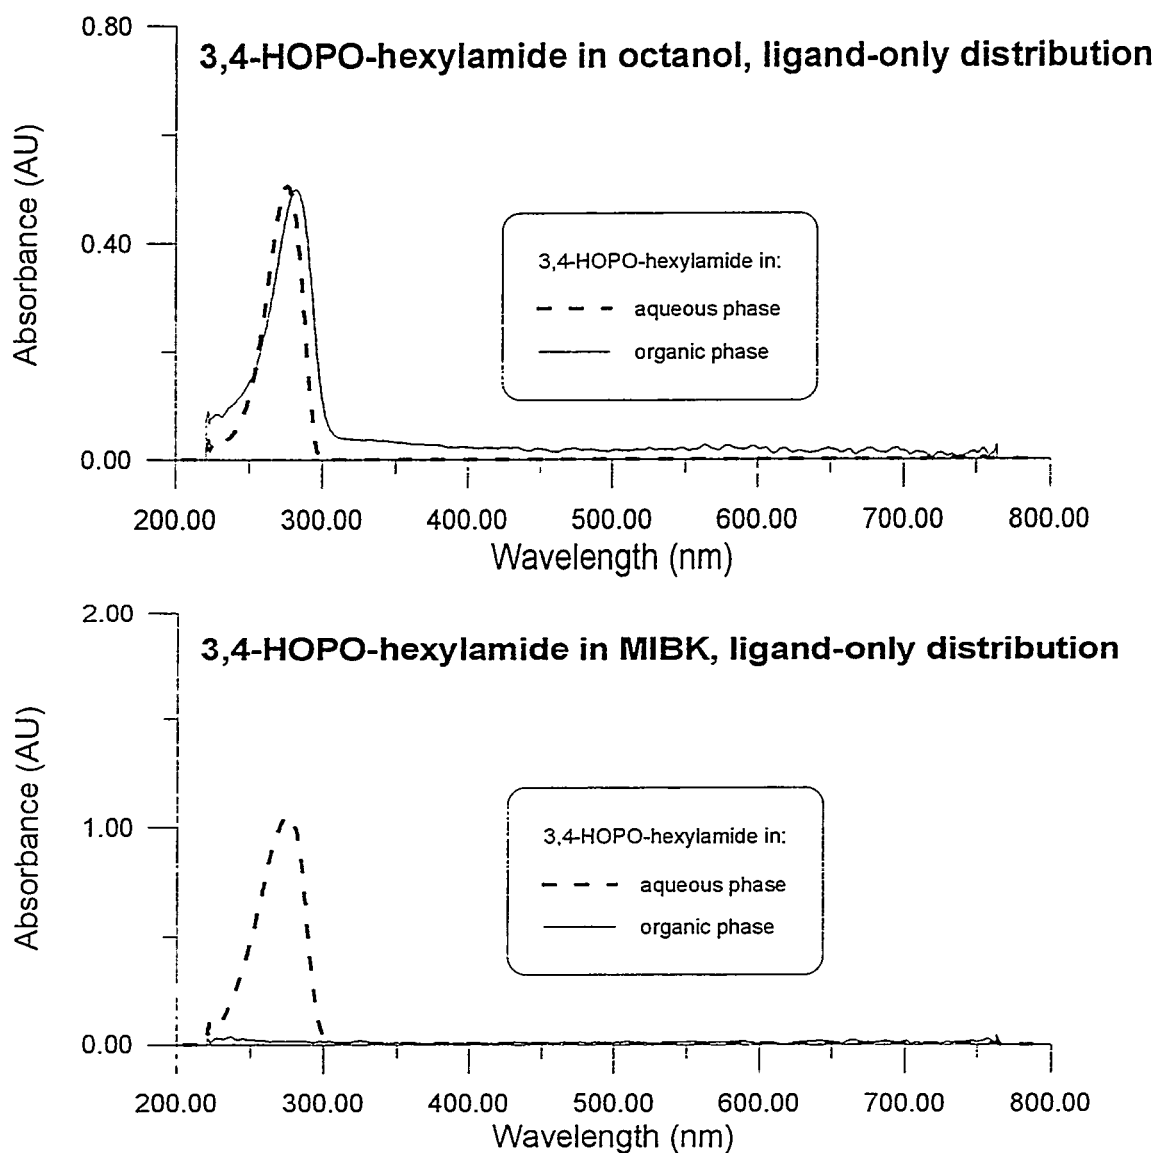 3,4-HOPO-hexylamide in octanol, ligand-only distribution
Absorbance (AU)
0.80
0.40
0.00
3,4-HOPO-hexylamide in:
aqueous phase
organic phase
200.00 300.00 400.00 500.00 600.00 700.00 800.00
Wavelength (nm)
3,4-HOPO-hexylamide in MIBK, ligand-only distribution
Absorbance (AU)
2.00
1.00
0.00
3,4-HOPO-hexylamide in:
aqueous phase
organic phase
200.00 300.00 400.00 500.00 600.00 700.00 800.00
Wavelength (nm)